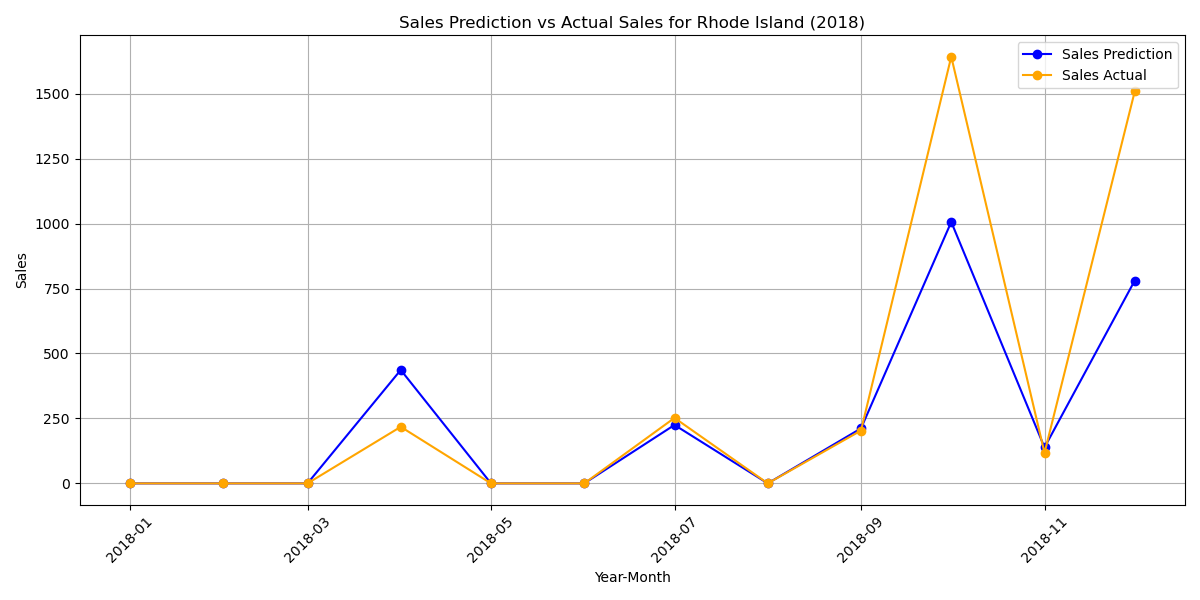 Sales Prediction vs Actual Sales for Rhode Island (2018)
Sales Prediction
Sales Actual
1500
1250
1000
750
500
250
0
Sales
2018-01
2018-03
2018-05
2018-07
2018-09
2018-11
Year-Month